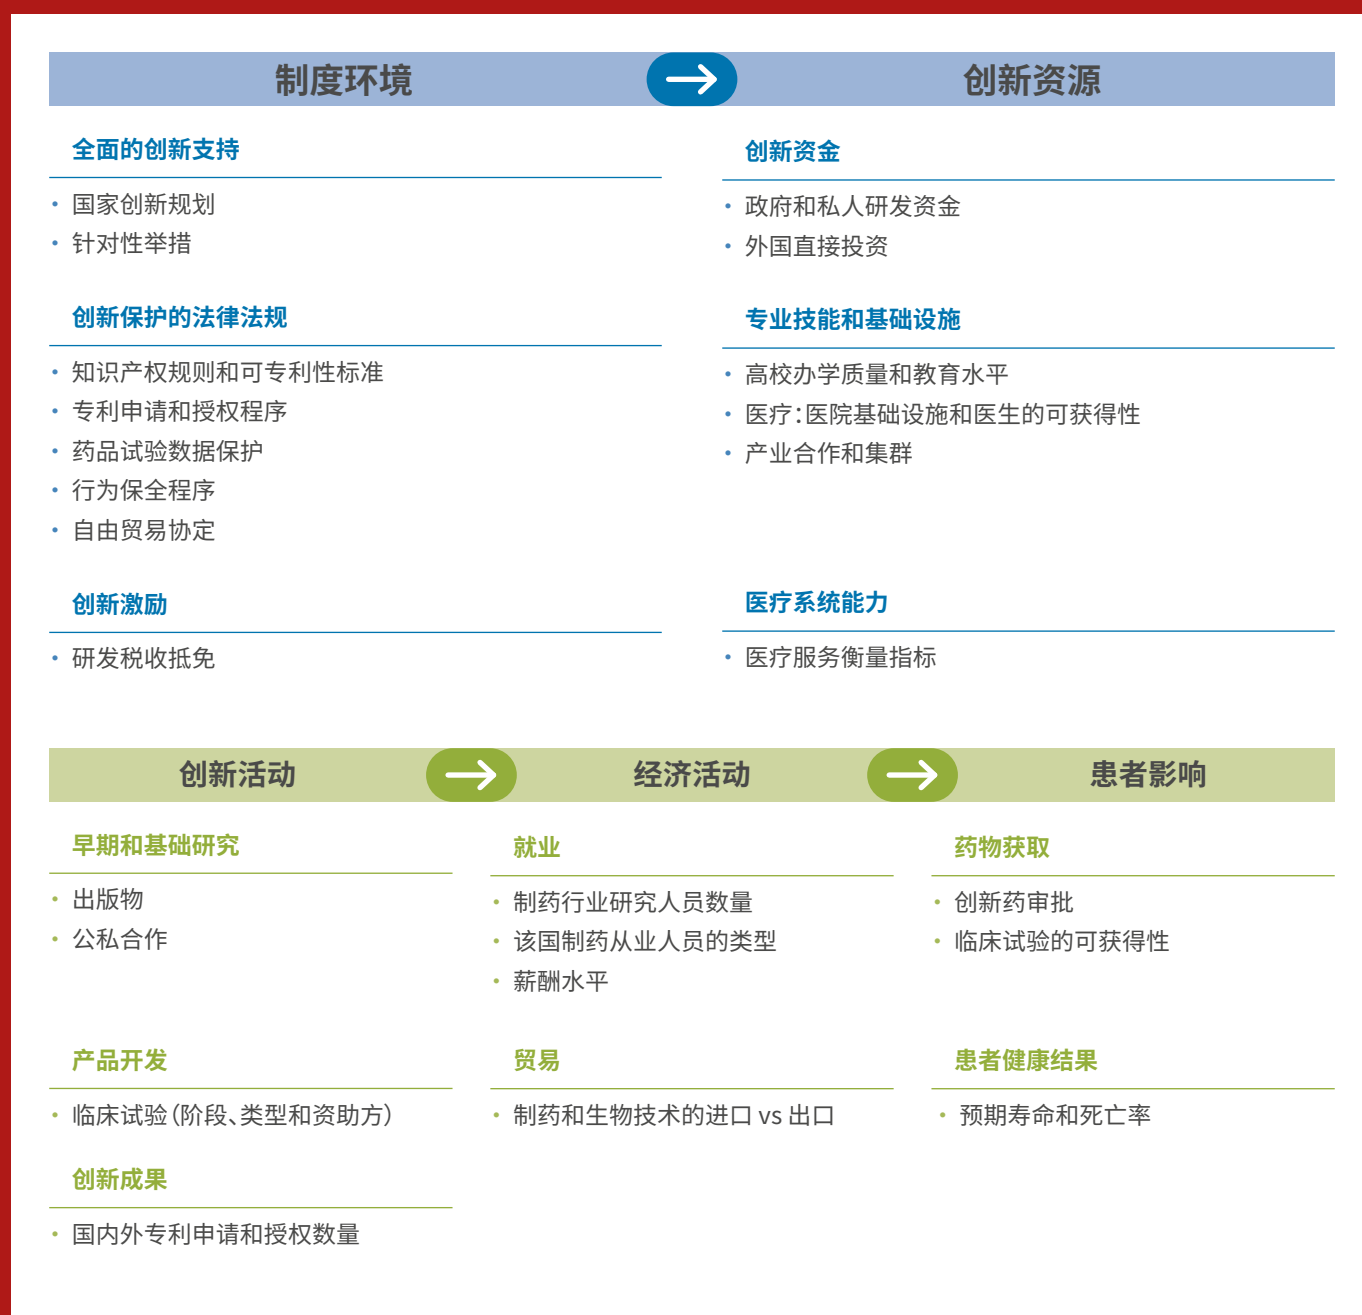 制度环境
创新资源
全面的创新支持
国家创新规划
针对性举措
创新保护的法律法规
知识产权规则和可专利性标准
专利申请和授权程序
药品试验数据保护
行为保全程序
自由贸易协定
创新激励
研发税收抵免
创新资金
政府和私人研发资金
外国直接投资
专业技能和基础设施
高校办学质量和教育水平
医疗：医院基础设施和医生的可获得性
产业合作和集群
医疗系统能力
医疗服务衡量指标
创新活动
经济活动
患者影响
早期和基础研究
出版物
公私合作
产品开发
临床试验（阶段、类型和资助方）
创新成果
国内外专利申请和授权数量
就业
制药行业研究人员数量
该国制药从业人员的类型
薪酬水平
贸易
制药和生物技术的进口 vs 出口
药物获取
创新药审批
临床试验的可获得性
患者健康结果
预期寿命和死亡率